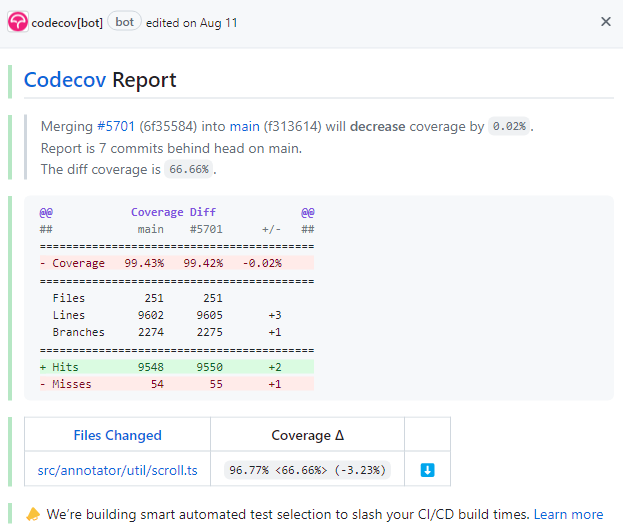 codecov[bot] bot edited on Aug 11
Codecov Report
Merging #5701 (6f35584) into main (f313614) will decrease coverage by 0.02%.
Report is 7 commits behind head on main.
The diff coverage is 66.66%.
@@ Coverage Diff @@
## main #5701 +/- ##
==========================================
- Coverage 99.43% 99.42% -0.02%
==========================================
Files 251 251
Lines 9602 9605 +3
Branches 2274 2275 +1
==========================================
+ Hits 9548 9550 +2
- Misses 54 55 +1
Files Changed Coverage Δ
src/annotator/util/scroll.ts 96.77% <66.66%> (-3.23%) ⬇️
📣 We’re building smart automated test selection to slash your CI/CD build times. Learn more